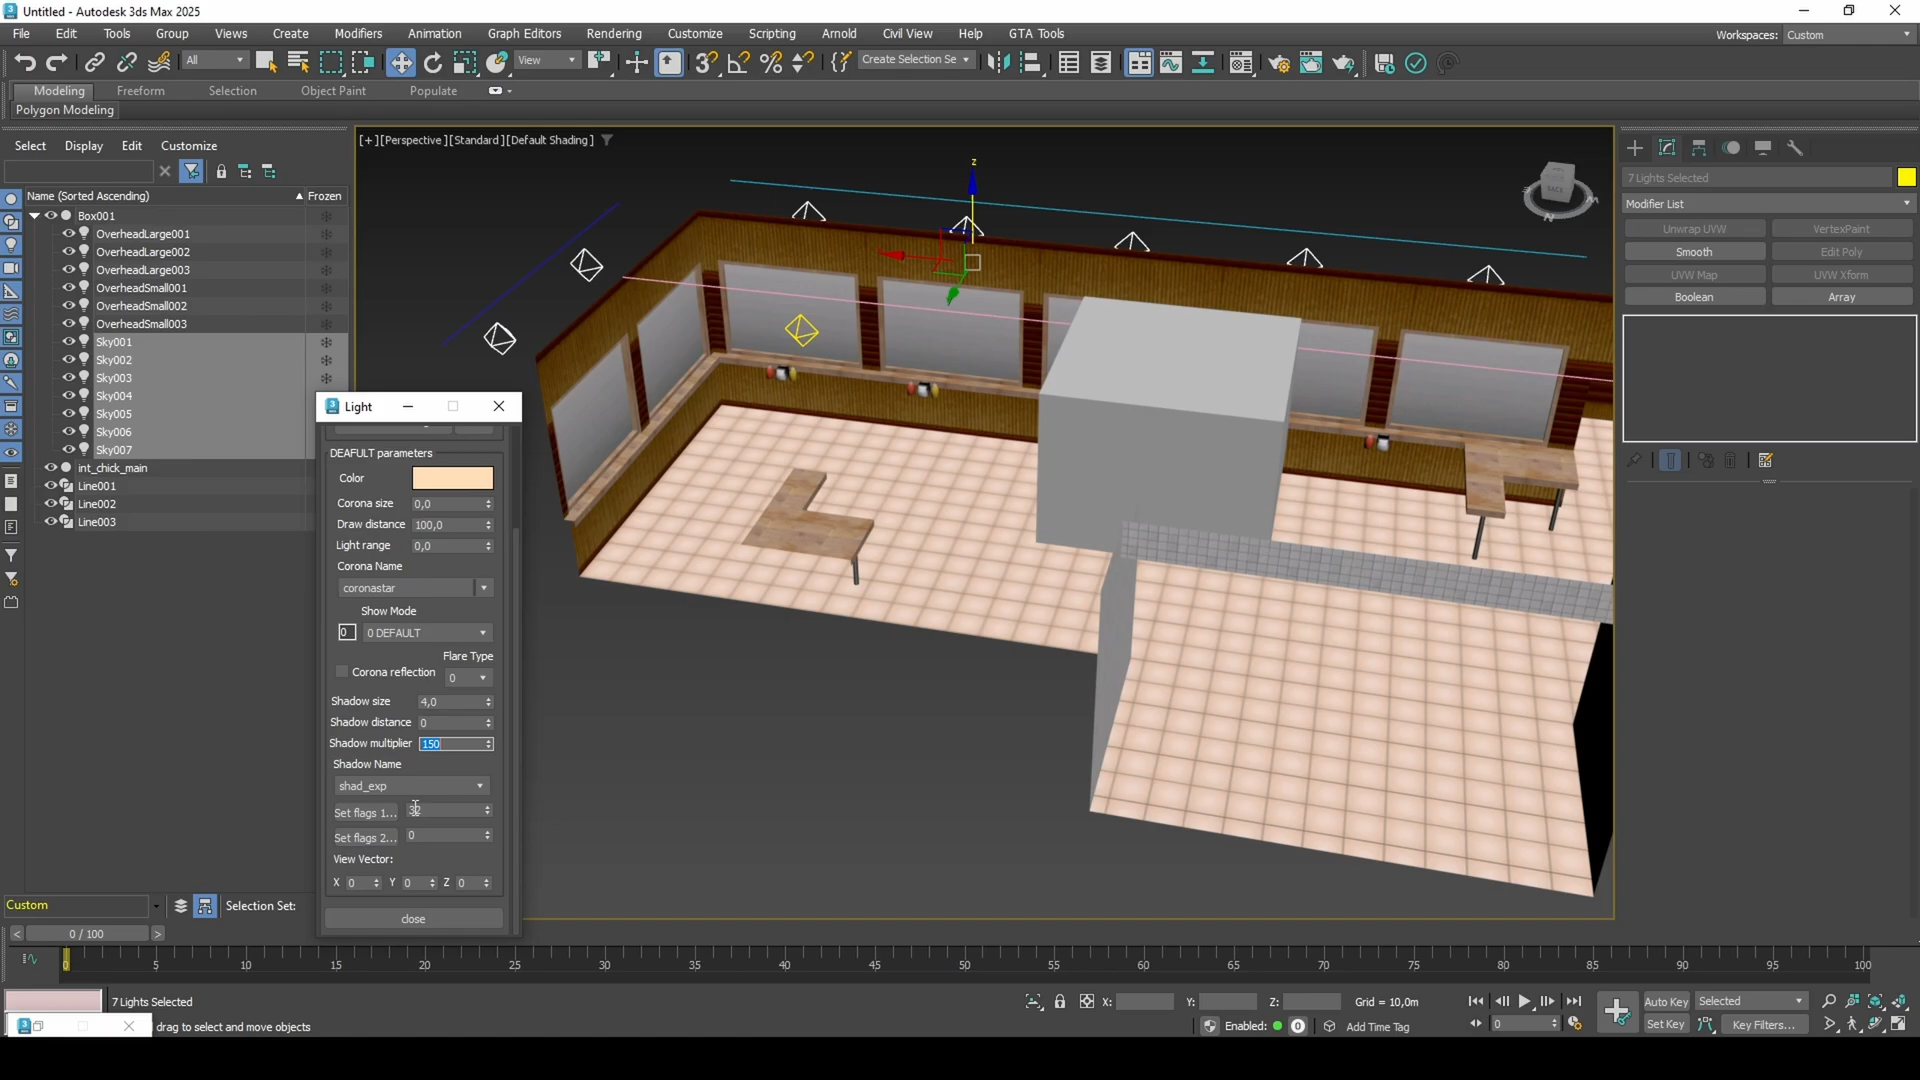 Untitled - Autodesk 3ds Max 2025
File Edit Tools Group Views Create Modifiers Animation Graph Editors Rendering Customize Scripting Arnold Civil View Help GTA Tools Workspaces: Custom
All View Create Selection Se
Modeling Freeform Selection Object Paint Populate
Polygon Modeling
Select Display Edit Customize
[+][Perspective][Standard][Default Shading]
Name (Sorted Ascending) Frozen
Box001
OverheadLarge001
OverheadLarge002
OverheadLarge003
OverheadSmall001
OverheadSmall002
OverheadSmall003
Sky001
Sky002
Sky003
Sky004
Sky005
Sky006
Sky007
int_chick_main
Line001
Line002
Line003
Light
DEAFULT parameters
Color
Corona size 0,0
Draw distance 100,0
Light range 0,0
Corona Name
coronastar
Show Mode
0 0 DEFAULT
Flare Type
Corona reflection 0
Shadow size 4,0
Shadow distance 0
Shadow multiplier 150
Shadow Name
shad_exp
Set flags 1... 32
Set flags 2... 0
View Vector:
X 0 Y 0 Z 0
close
z
BACK
N
7 Lights Selected
Modifier List
Unwrap UVW VertexPaint
Smooth Edit Poly
UVW Map UVW Xform
Boolean Array
Custom Selection Set:
< 0 / 100 >
0 5 10 15 20 25 30 35 40 45 50 55 60 65 70 75 80 85 90 95 100
7 Lights Selected X: Y: Z: Grid = 10,0m Auto Key Selected
drag to select and move objects Enabled: 0 Add Time Tag 0 Set Key Key Filters...